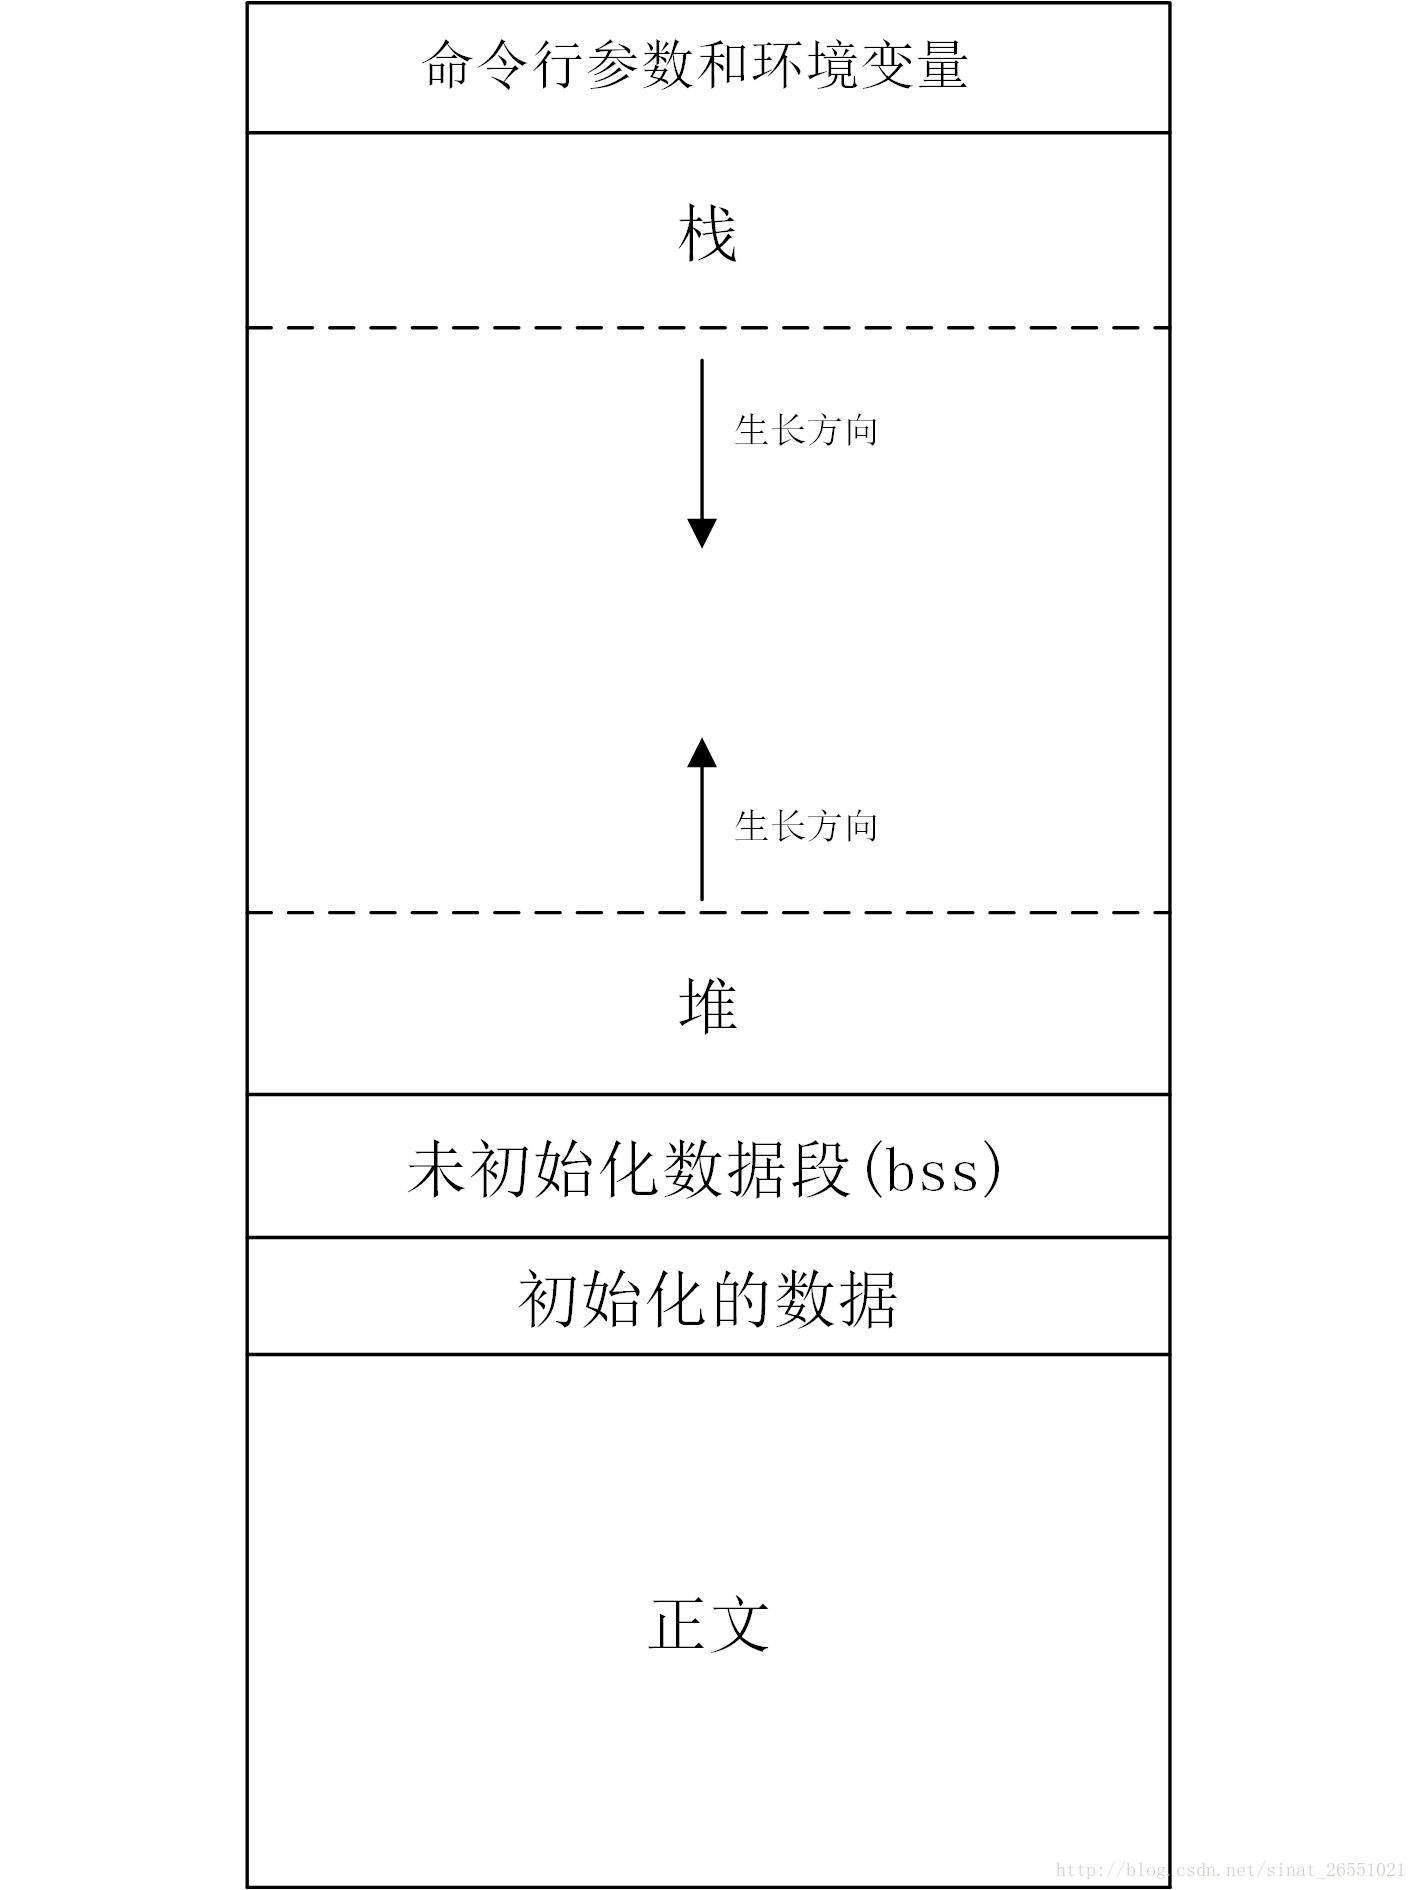 命令行参数和环境变量
栈
生长方向
生长方向
堆
未初始化数据段(bss)
初始化的数据
正文
http://blog.csdn.net/sinat_26551021